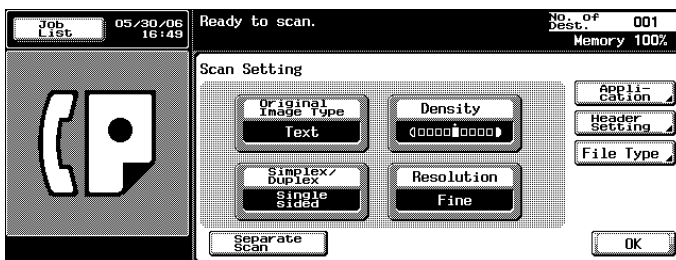 Job
List
05/30/06
16:49
Ready to scan.
No. of
Dest.
001
Memory 100%
Scan Setting
Original
Image Type
Text
Density
Simplex/
Duplex
Single
sided
Resolution
Fine
Appli-
cation
Header
Setting
File Type
Separate
Scan
OK